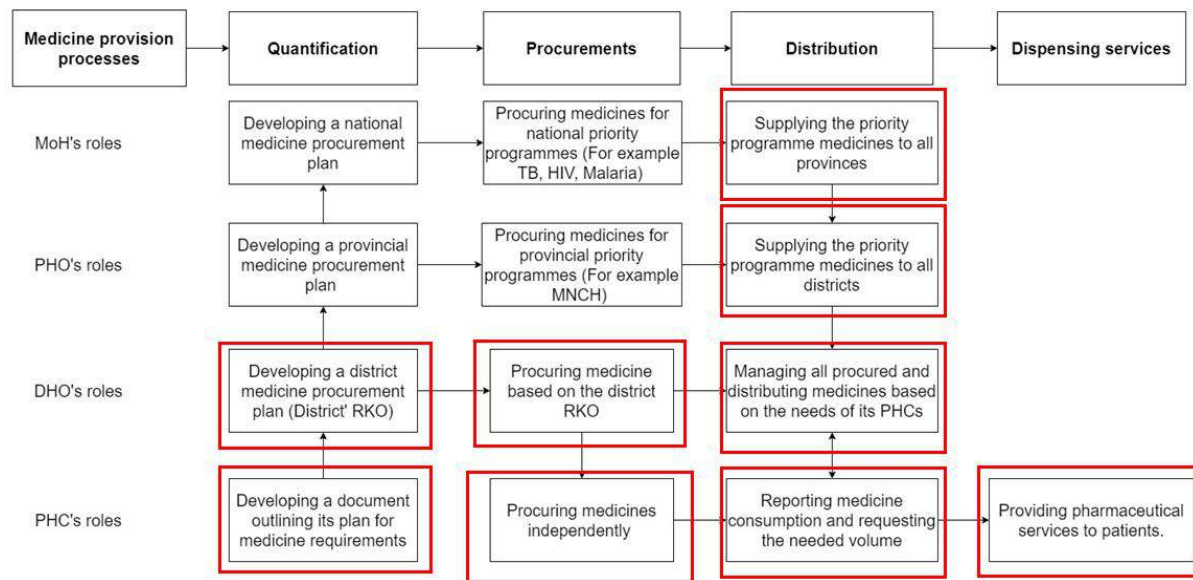 Medicine provision
processes
Quantification
Procurements
Distribution
Dispensing services
MoH's roles
Developing a national
medicine procurement
plan
Procuring medicines for
national priority
programmes (For example
TB, HIV, Malaria)
Supplying the priority
programme medicines to all
provinces
PHO's roles
Developing a provincial
medicine procurement
plan
Procuring medicines for
provincial priority
programmes (For example
MNCH)
Supplying the priority
programme medicines to all
districts
DHO's roles
Developing a district
medicine procurement
plan (District' RKO)
Procuring medicine
based on the district
RKO
Managing all procured and
distributing medicines based
on the needs of its PHCs
PHC's roles
Developing a document
outlining its plan for
medicine requirements
Procuring medicines
independently
Reporting medicine
consumption and requesting
the needed volume
Providing pharmaceutical
services to patients.